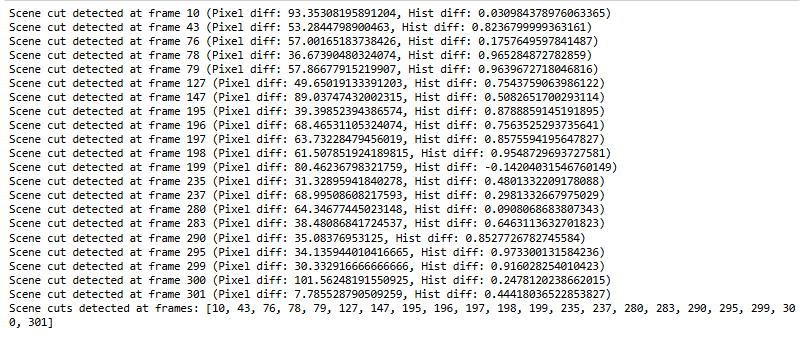 Scene cut detected at frame 10 (Pixel diff: 93.35308195891204, Hist diff: 0.030984378976063365)
Scene cut detected at frame 43 (Pixel diff: 53.2844798900463, Hist diff: 0.8236799999363161)
Scene cut detected at frame 76 (Pixel diff: 57.00165183738426, Hist diff: 0.1757649597841487)
Scene cut detected at frame 78 (Pixel diff: 36.67390480324074, Hist diff: 0.965284872782859)
Scene cut detected at frame 79 (Pixel diff: 57.86677915219907, Hist diff: 0.9639672718046816)
Scene cut detected at frame 127 (Pixel diff: 49.65019133391203, Hist diff: 0.7543759063986122)
Scene cut detected at frame 147 (Pixel diff: 89.03747432002315, Hist diff: 0.5082651700293114)
Scene cut detected at frame 195 (Pixel diff: 39.39852394386574, Hist diff: 0.8788859145191895)
Scene cut detected at frame 196 (Pixel diff: 68.46531105324074, Hist diff: 0.7563525293735641)
Scene cut detected at frame 197 (Pixel diff: 63.73228479456019, Hist diff: 0.8575594195647827)
Scene cut detected at frame 198 (Pixel diff: 61.507851924189815, Hist diff: 0.9548729693727581)
Scene cut detected at frame 199 (Pixel diff: 80.46236798321759, Hist diff: -0.14204031546760149)
Scene cut detected at frame 235 (Pixel diff: 31.32895941840278, Hist diff: 0.4801332209178088)
Scene cut detected at frame 237 (Pixel diff: 68.99508608217593, Hist diff: 0.2981332667975029)
Scene cut detected at frame 280 (Pixel diff: 64.34677445023148, Hist diff: 0.0908068683807343)
Scene cut detected at frame 283 (Pixel diff: 38.48086841724537, Hist diff: 0.6463113632701823)
Scene cut detected at frame 290 (Pixel diff: 35.08376953125, Hist diff: 0.8527726782745584)
Scene cut detected at frame 295 (Pixel diff: 34.135944010416665, Hist diff: 0.973300131584236)
Scene cut detected at frame 299 (Pixel diff: 30.332916666666666, Hist diff: 0.916028254010423)
Scene cut detected at frame 300 (Pixel diff: 101.56248191550925, Hist diff: 0.2478120238662015)
Scene cut detected at frame 301 (Pixel diff: 7.785528790509259, Hist diff: 0.44418036522853827)
Scene cuts detected at frames: [10, 43, 76, 78, 79, 127, 147, 195, 196, 197, 198, 199, 235, 237, 280, 283, 290, 295, 299, 30
0, 301]